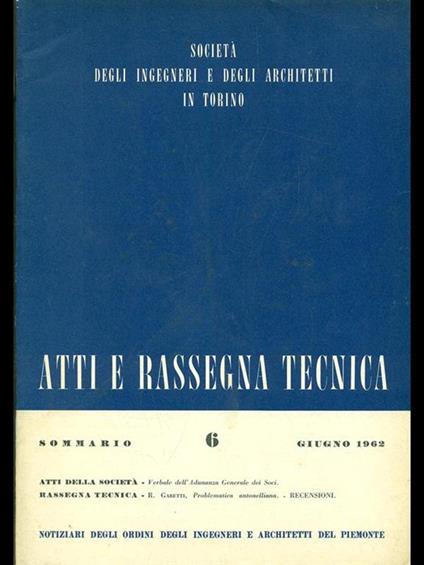 SOCIETÀ
DEGLI INGEGNERI E DEGLI ARCHITETTI
IN TORINO
ATTI E RASSEGNA TECNICA
SOMMARIO 6 GIUGNO 1962
ATTI DELLA SOCIETÀ - Verbale dell'Adunanza Generale dei Soci.
RASSEGNA TECNICA - R. GABETTI, Problematica antonelliana. - RECENSIONI.
NOTIZIARI DEGLI ORDINI DEGLI INGEGNERI E ARCHITETTI DEL PIEMONTE